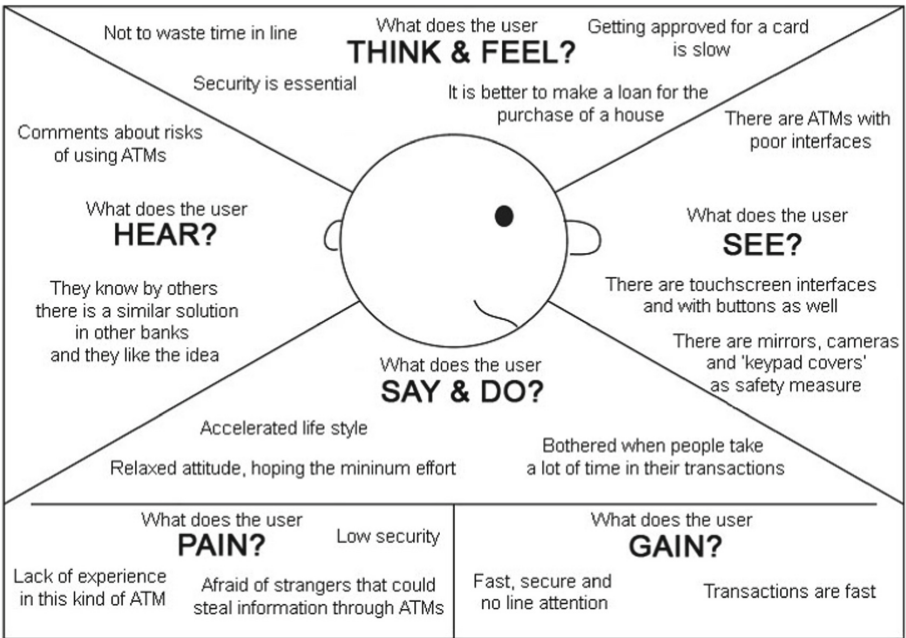 What does the user
THINK & FEEL?
Not to waste time in line
Security is essential
Getting approved for a card
is slow
It is better to make a loan for the
purchase of a house
Comments about risks
of using ATMs
What does the user
HEAR?
They know by others
there is a similar solution
in other banks
and they like the idea
There are ATMs with
poor interfaces
What does the user
SEE?
There are touchscreen interfaces
and with buttons as well
There are mirrors, cameras
and 'keypad covers'
as safety measure
What does the user
SAY & DO?
Accelerated life style
Relaxed attitude, hoping the mininum effort
Bothered when people take
a lot of time in their transactions
What does the user
PAIN?
Low security
Lack of experience
in this kind of ATM
Afraid of strangers that could
steal information through ATMs
What does the user
GAIN?
Fast, secure and
no line attention
Transactions are fast